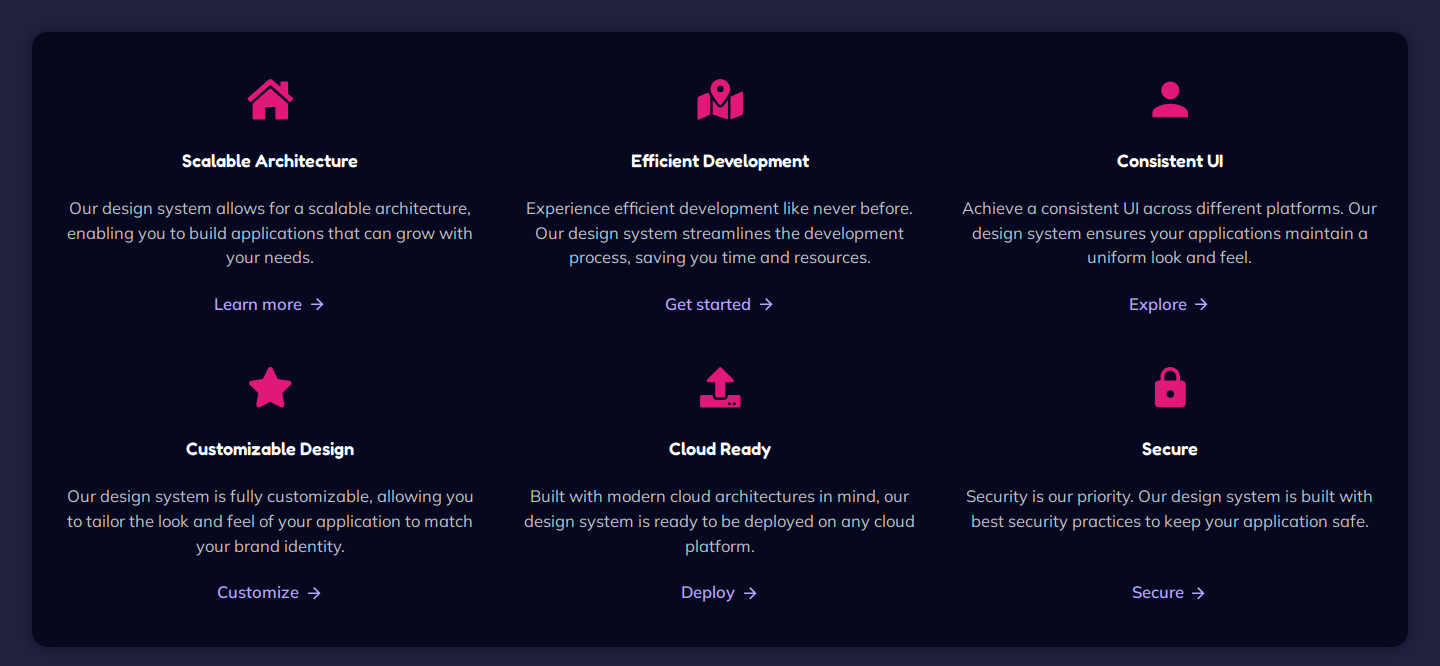 Scalable Architecture
Our design system allows for a scalable architecture,
enabling you to build applications that can grow with
your needs.
Learn more
Efficient Development
Experience efficient development like never before.
Our design system streamlines the development
process, saving you time and resources.
Get started
Consistent UI
Achieve a consistent UI across different platforms. Our
design system ensures your applications maintain a
uniform look and feel.
Explore
Customizable Design
Our design system is fully customizable, allowing you
to tailor the look and feel of your application to match
your brand identity.
Customize
Cloud Ready
Built with modern cloud architectures in mind, our
design system is ready to be deployed on any cloud
platform.
Deploy
Secure
Security is our priority. Our design system is built with
best security practices to keep your application safe.
Secure